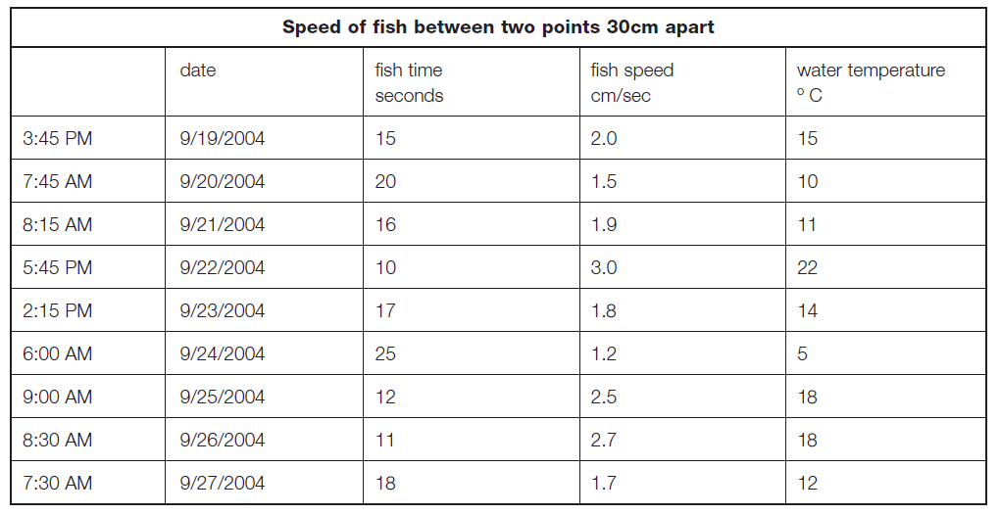 Speed of fish between two points 30cm apart
date fish time seconds fish speed cm/sec water temperature º C
3:45 PM 9/19/2004 15 2.0 15
7:45 AM 9/20/2004 20 1.5 10
8:15 AM 9/21/2004 16 1.9 11
5:45 PM 9/22/2004 10 3.0 22
2:15 PM 9/23/2004 17 1.8 14
6:00 AM 9/24/2004 25 1.2 5
9:00 AM 9/25/2004 12 2.5 18
8:30 AM 9/26/2004 11 2.7 18
7:30 AM 9/27/2004 18 1.7 12